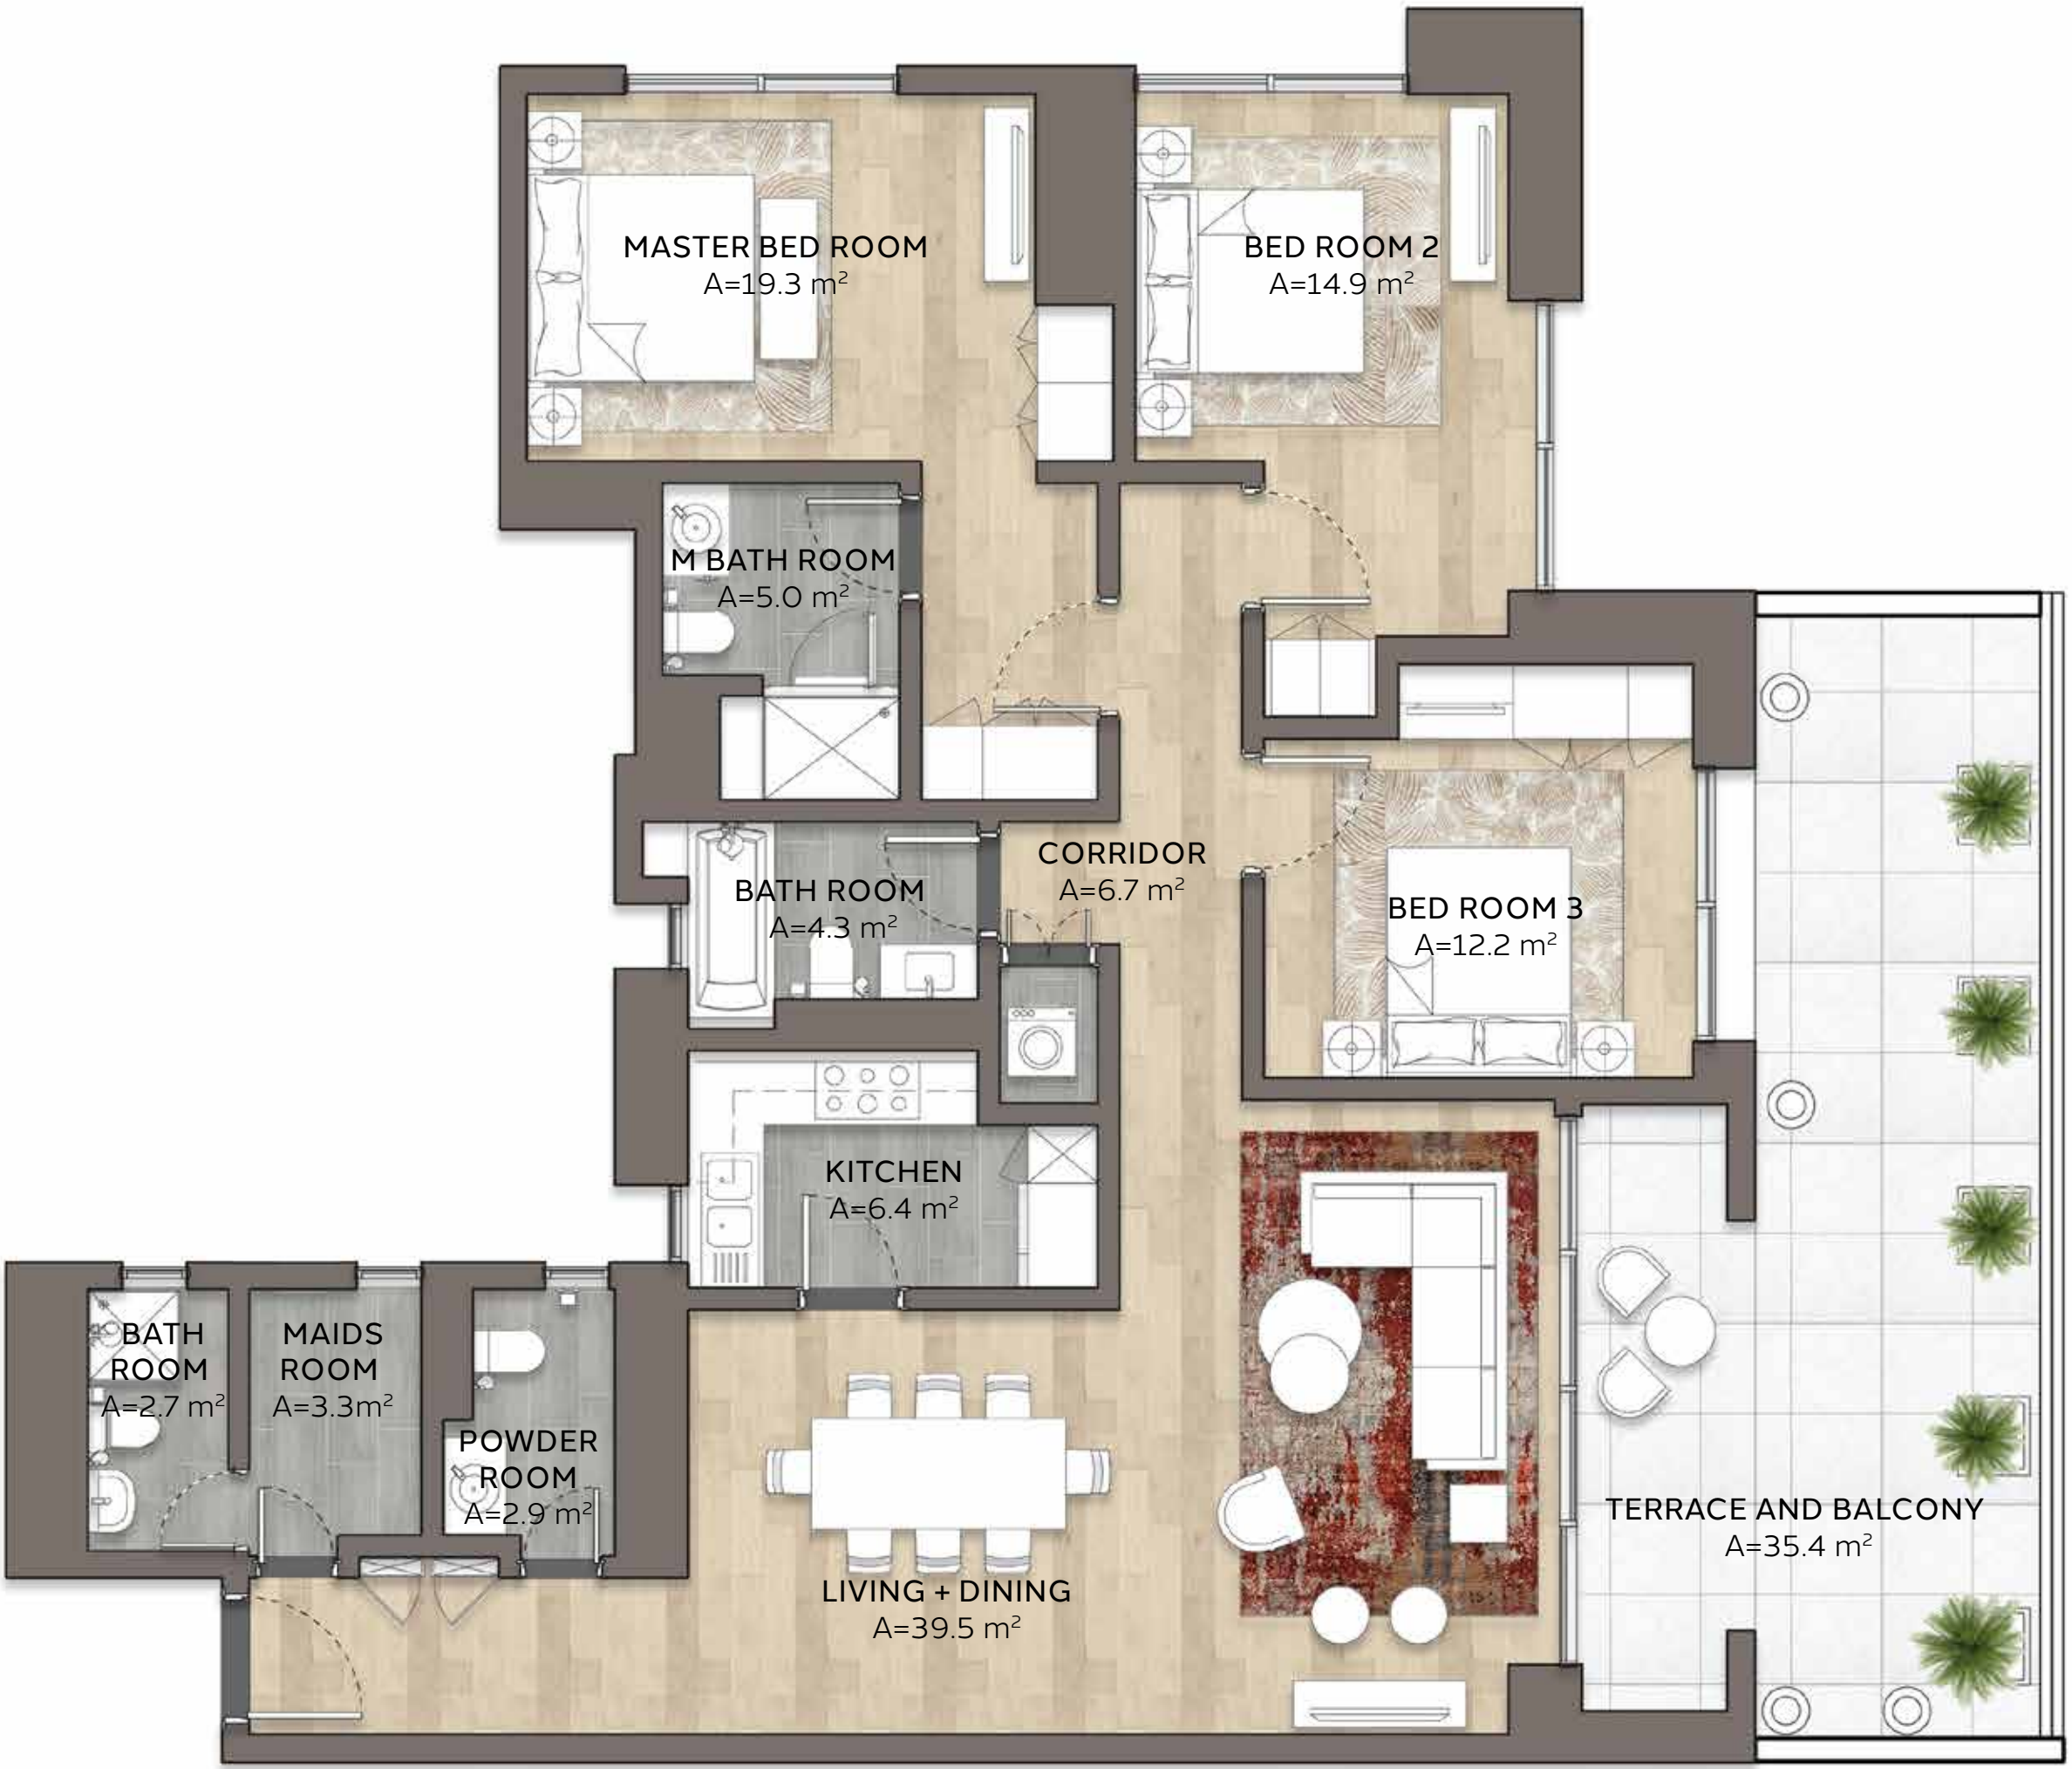 MASTER BED ROOM
A=19.3 m²
BED ROOM 2
A=14.9 m²
M BATH ROOM
A=5.0 m²
CORRIDOR
A=6.7 m²
BATH ROOM
A=4.3 m²
BED ROOM 3
A=12.2 m²
KITCHEN
A=6.4 m²
BATH
ROOM
A=2.7 m²
MAIDS
ROOM
A=3.3m²
POWDER
ROOM
A=2.9 m²
LIVING + DINING
A=39.5 m²
TERRACE AND BALCONY
A=35.4 m²